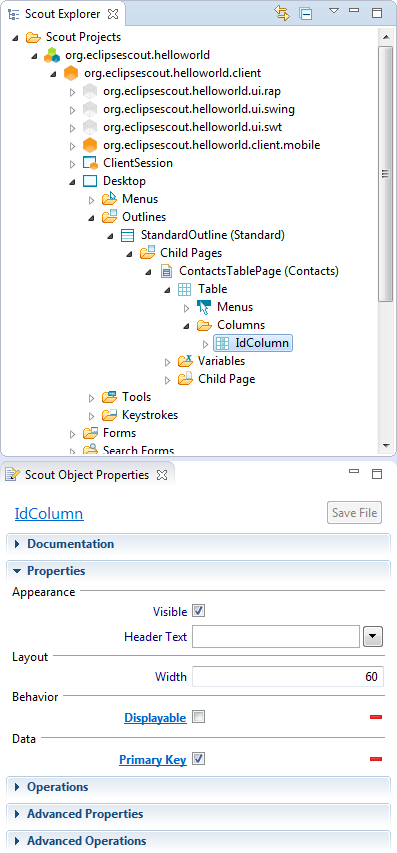 Scout Explorer
Scout Projects
org.eclipsescout.helloworld
org.eclipsescout.helloworld.client
org.eclipsescout.helloworld.ui.rap
org.eclipsescout.helloworld.ui.swing
org.eclipsescout.helloworld.ui.swt
org.eclipsescout.helloworld.client.mobile
ClientSession
Desktop
Menus
Outlines
StandardOutline (Standard)
Child Pages
ContactsTablePage (Contacts)
Table
Menus
Columns
IdColumn
Variables
Child Page
Tools
Keystrokes
Forms
Search Forms
Scout Object Properties
IdColumn Save File
Documentation
Properties
Appearance
Visible
Header Text
Layout
Width 60
Behavior
Displayable
Data
Primary Key
Operations
Advanced Properties
Advanced Operations